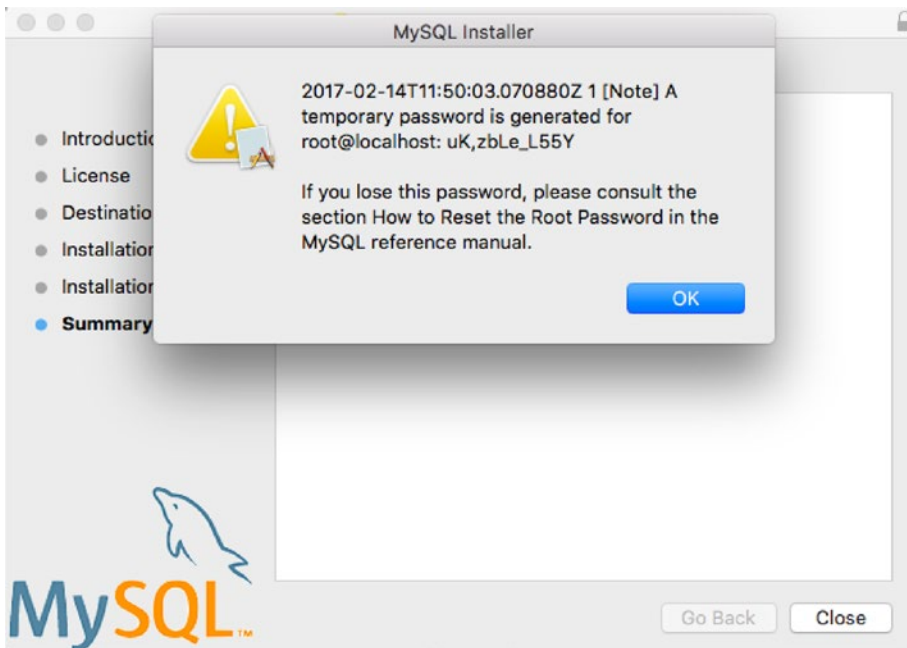 MySQL Installer
2017-02-14T11:50:03.070880Z 1 [Note] A
temporary password is generated for
root@localhost: uK,zbLe_L55Y
If you lose this password, please consult the
section How to Reset the Root Password in the
MySQL reference manual.
OK
Introductio
License
Destinatio
Installation
Installation
Summary
MySQL™
Go Back
Close